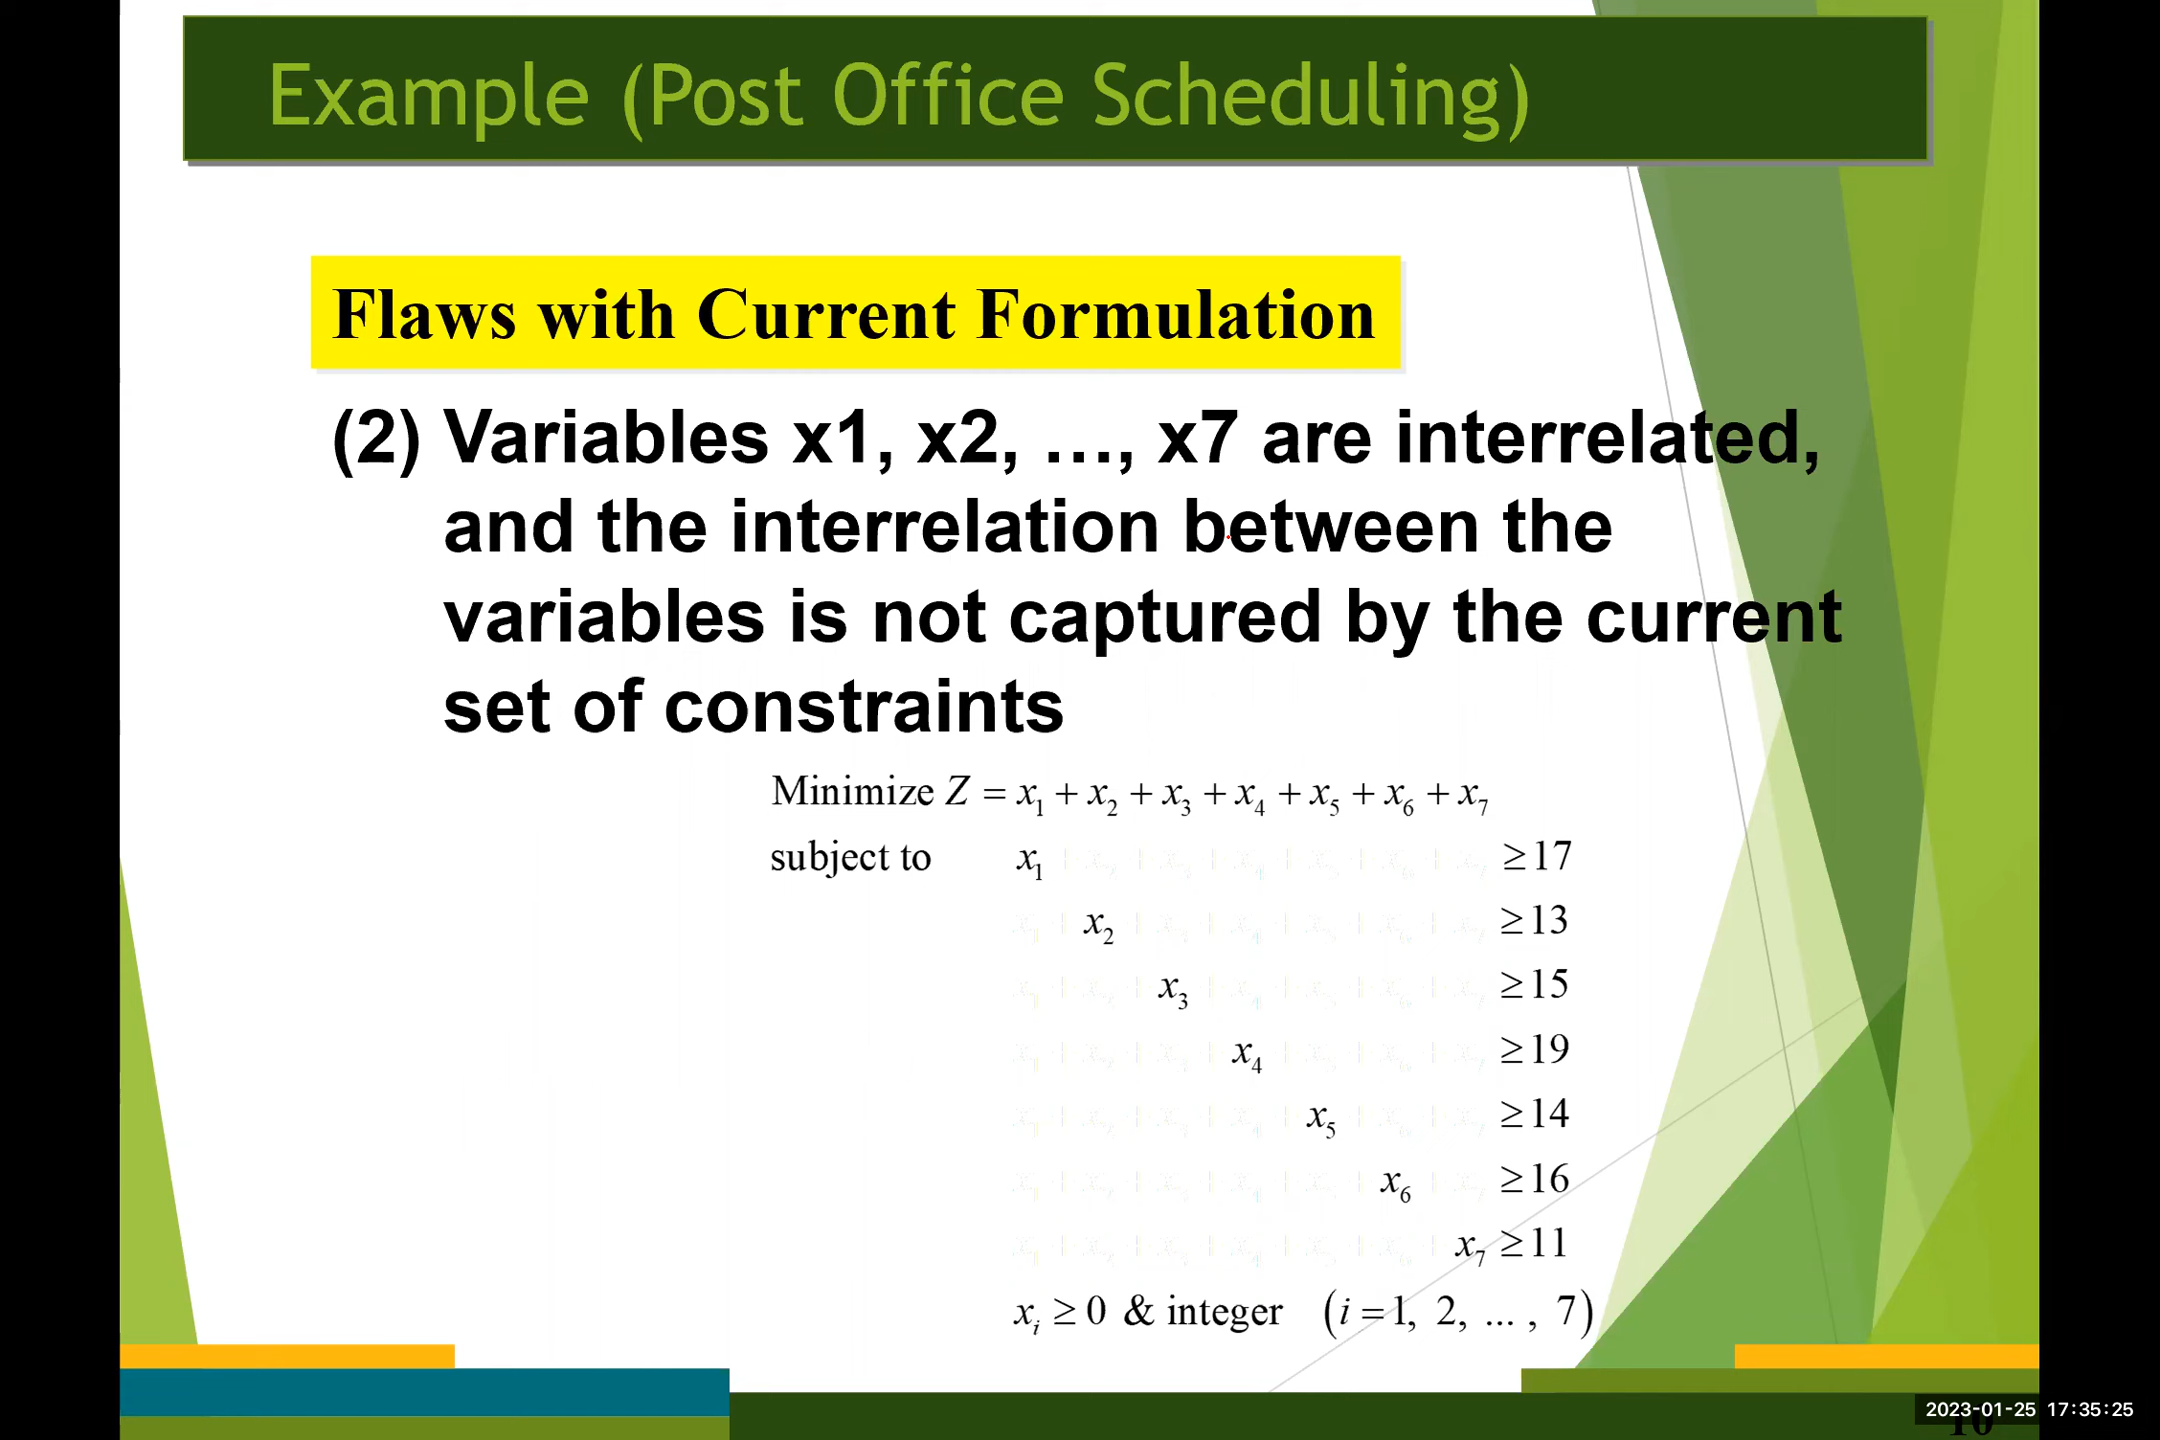 Example (Post Office Scheduling)
Flaws with Current Formulation
(2) Variables x1, x2, …, x7 are interrelated,
and the interrelation between the
variables is not captured by the current
set of constraints
Minimize Z = x₁ + x₂ + x₃ + x₄ + x₅ + x₆ + x₇
subject to x₁ ≥ 17
x₂ ≥ 13
x₃ ≥ 15
x₄ ≥ 19
x₅ ≥ 14
x₆ ≥ 16
x₇ ≥ 11
xᵢ ≥ 0 & integer (i = 1, 2, ... , 7)
2023-01-25 17:35:25
10